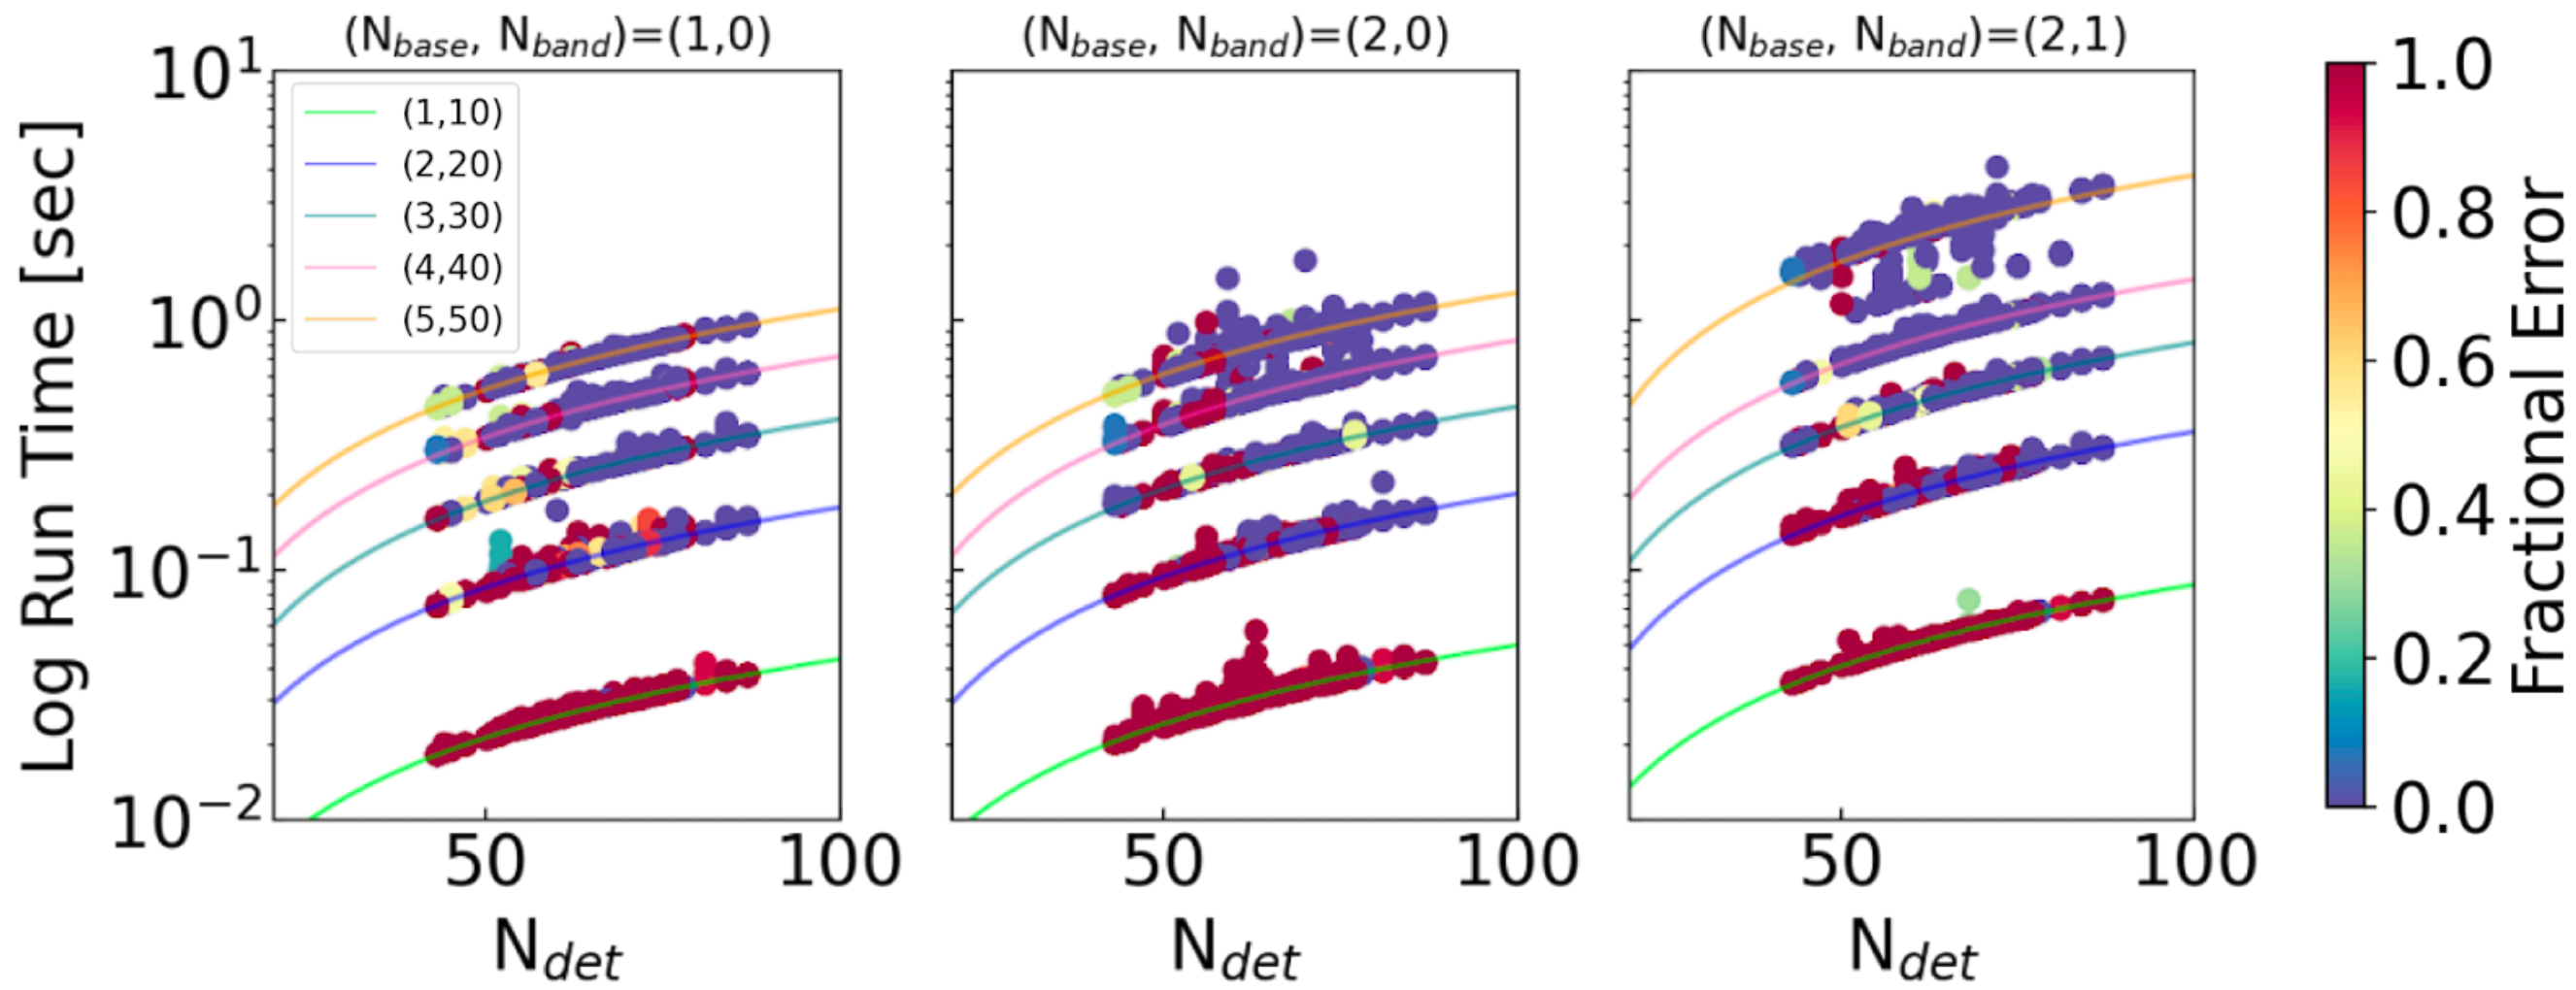 (N_base, N_band)=(1,0)
(N_base, N_band)=(2,0)
(N_base, N_band)=(2,1)
Log Run Time [sec]
10^1
10^0
10^−1
10^−2
(1,10)
(2,20)
(3,30)
(4,40)
(5,50)
50
100
50
100
50
100
N_det
N_det
N_det
1.0
0.8
0.6
0.4
0.2
0.0
Fractional Error